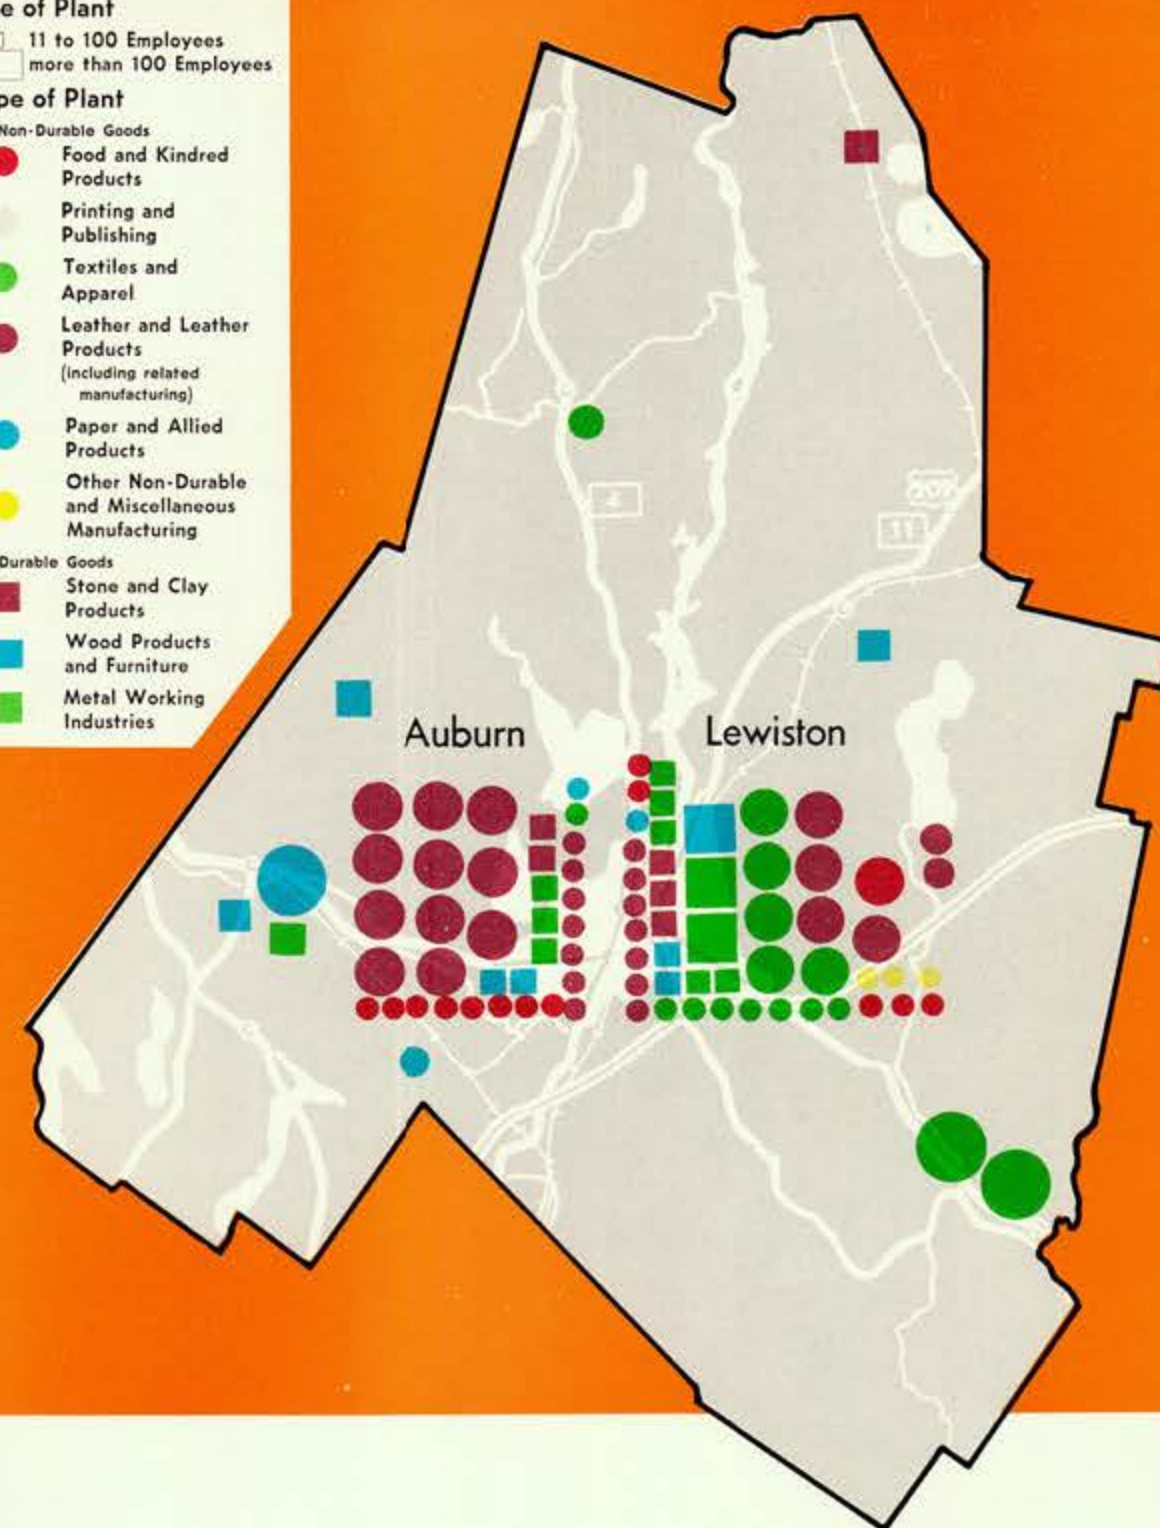 e of Plant
11 to 100 Employees
more than 100 Employees
pe of Plant
Non-Durable Goods
Food and Kindred
Products
Printing and
Publishing
Textiles and
Apparel
Leather and Leather
Products
(including related
manufacturing)
Paper and Allied
Products
Other Non-Durable
and Miscellaneous
Manufacturing
Durable Goods
Stone and Clay
Products
Wood Products
and Furniture
Metal Working
Industries
4
202
11
Auburn
Lewiston